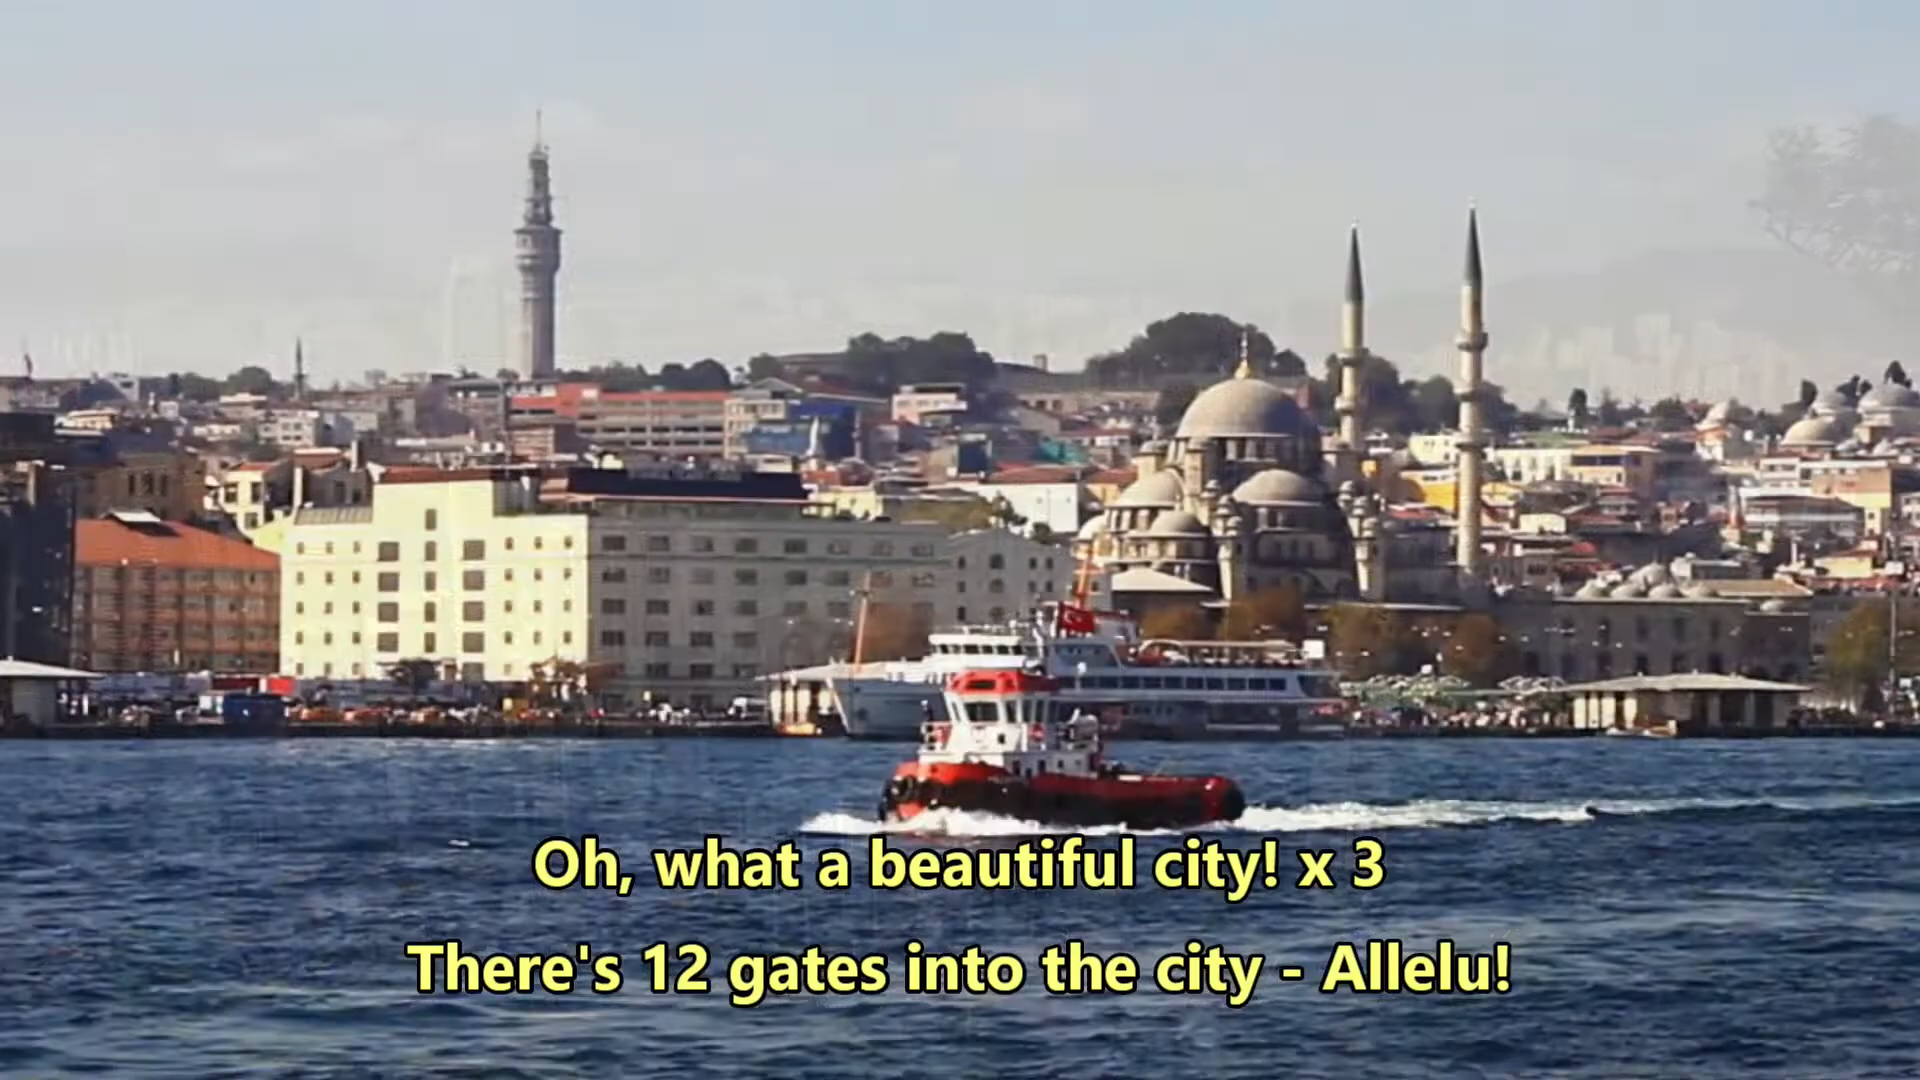 Oh, what a beautiful city! x 3
There's 12 gates into the city - Allelu!